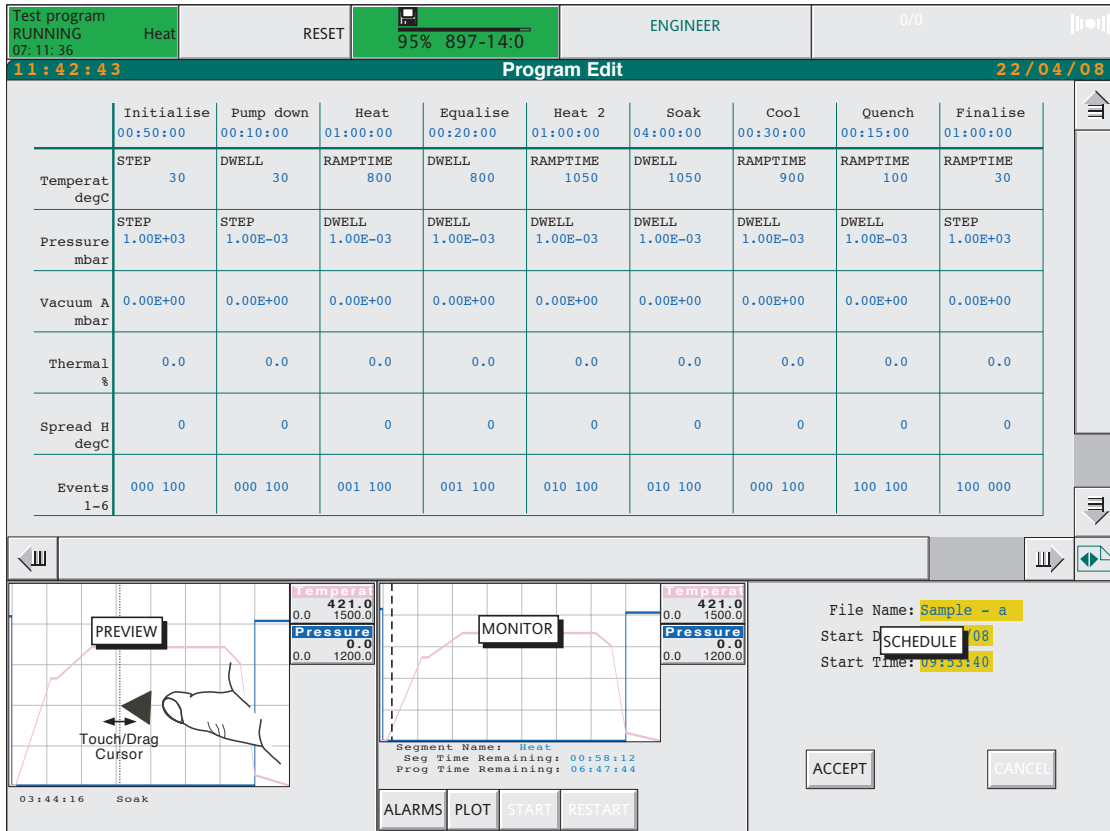 Test program
RUNNING Heat
07: 11: 36
RESET
95% 897-14:0
ENGINEER
0/0
11:42:43 Program Edit 22/04/08
Initialise Pump down Heat Equalise Heat 2 Soak Cool Quench Finalise
00:50:00 00:10:00 01:00:00 00:20:00 01:00:00 04:00:00 00:30:00 00:15:00 01:00:00
STEP DWELL RAMPTIME DWELL RAMPTIME DWELL RAMPTIME RAMPTIME RAMPTIME
Temperat 30 30 800 800 1050 1050 900 100 30
degC
STEP STEP DWELL DWELL DWELL DWELL DWELL DWELL STEP
Pressure 1.00E+03 1.00E-03 1.00E-03 1.00E-03 1.00E-03 1.00E-03 1.00E-03 1.00E-03 1.00E+03
mbar
Vacuum A 0.00E+00 0.00E+00 0.00E+00 0.00E+00 0.00E+00 0.00E+00 0.00E+00 0.00E+00 0.00E+00
mbar
Thermal 0.0 0.0 0.0 0.0 0.0 0.0 0.0 0.0 0.0
%
Spread H 0 0 0 0 0 0 0 0 0
degC
Events 000 100 000 100 001 100 001 100 010 100 010 100 000 100 100 100 100 000
1-6
Temperat
421.0
0.0 1500.0
Pressure
0.0
0.0 1200.0
PREVIEW
Touch/Drag
Cursor
03:44:16 Soak
Temperat
421.0
0.0 1500.0
Pressure
0.0
0.0 1200.0
MONITOR
Segment Name: Heat
Seg Time Remaining: 00:58:12
Prog Time Remaining: 06:47:44
ALARMS PLOT START RESTART
File Name: Sample - a
Start D /08
SCHEDULE
Start Time: 09:53:40
ACCEPT CANCEL